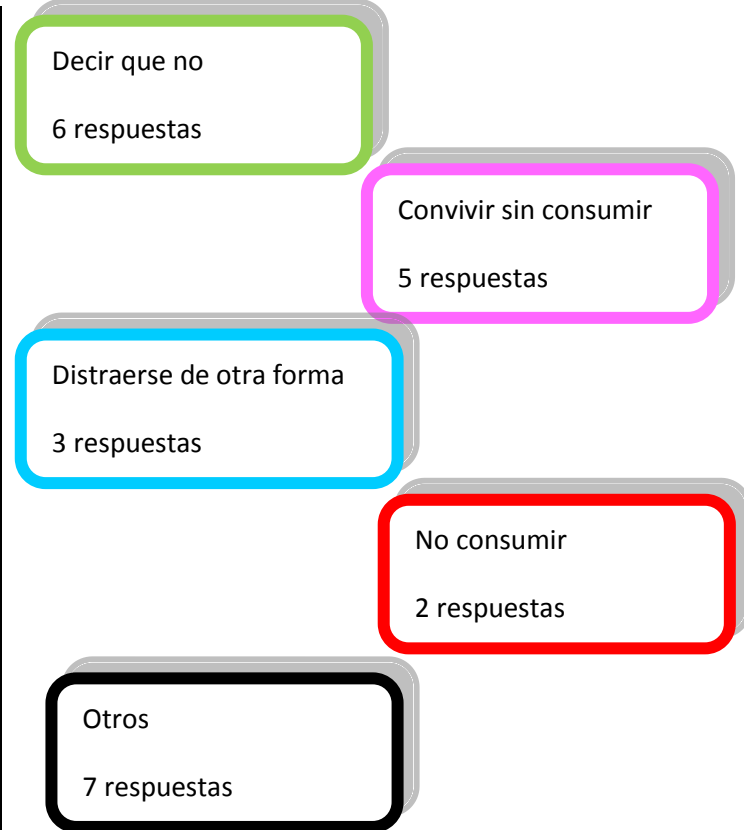 Decir que no
6 respuestas
Convivir sin consumir
5 respuestas
Distraerse de otra forma
3 respuestas
No consumir
2 respuestas
Otros
7 respuestas